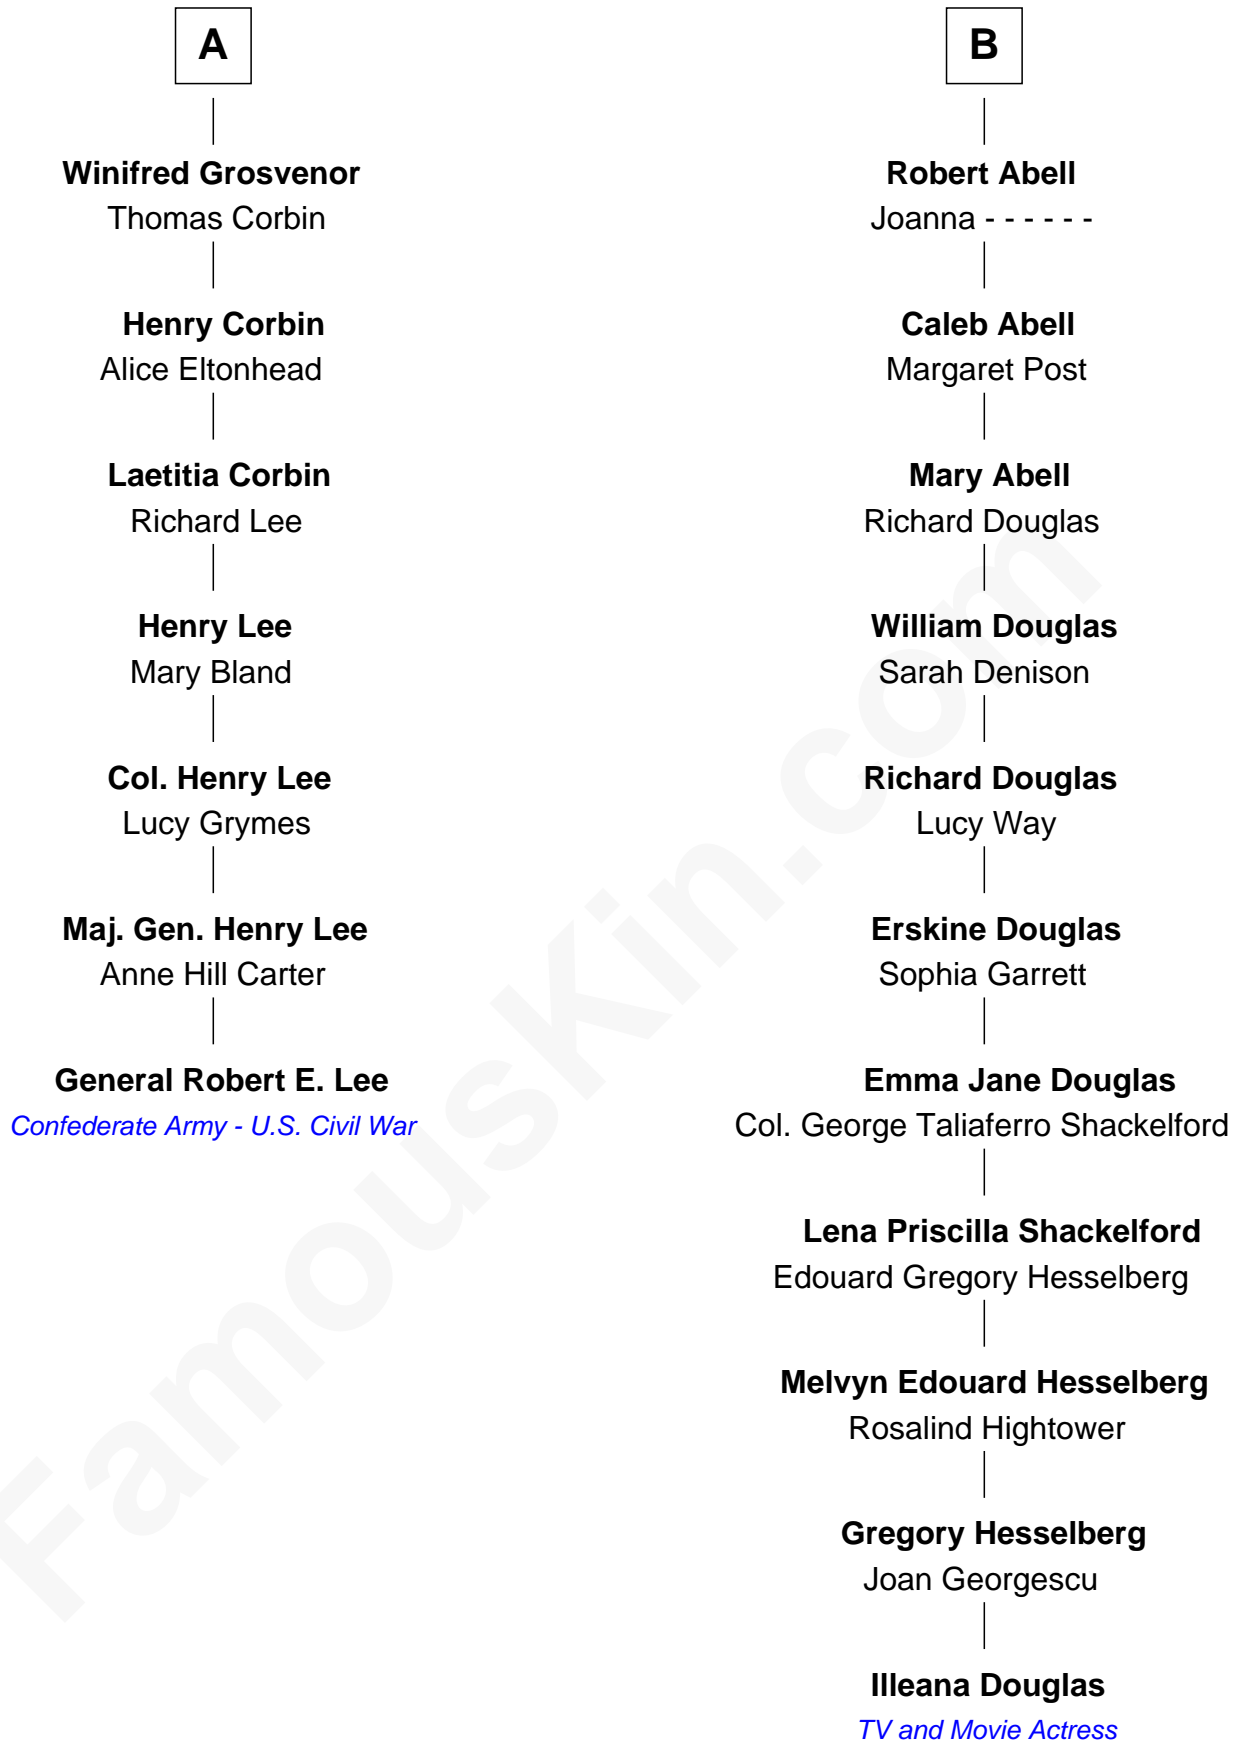 A
Winifred Grosvenor
Thomas Corbin
Henry Corbin
Alice Eltonhead
Laetitia Corbin
Richard Lee
Henry Lee
Mary Bland
Col. Henry Lee
Lucy Grymes
Maj. Gen. Henry Lee
Anne Hill Carter
General Robert E. Lee
Confederate Army - U.S. Civil War
B
Robert Abell
Joanna - - - - - -
Caleb Abell
Margaret Post
Mary Abell
Richard Douglas
William Douglas
Sarah Denison
Richard Douglas
Lucy Way
Erskine Douglas
Sophia Garrett
Emma Jane Douglas
Col. George Taliaferro Shackelford
Lena Priscilla Shackelford
Edouard Gregory Hesselberg
Melvyn Edouard Hesselberg
Rosalind Hightower
Gregory Hesselberg
Joan Georgescu
Illeana Douglas
TV and Movie Actress
FamousKin.com